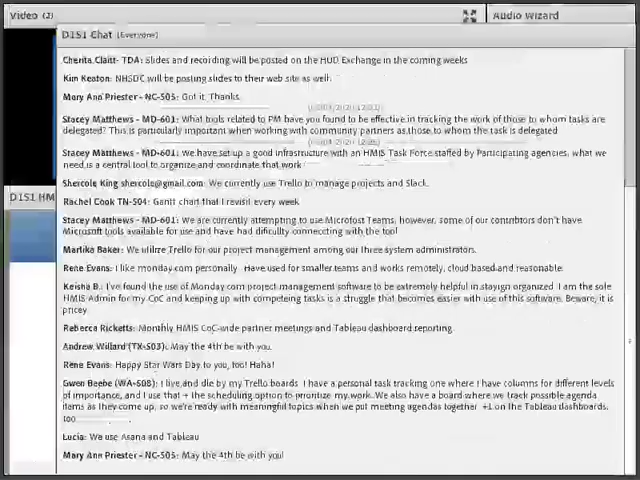 Video (2)
Audio Wizard
D1S1 Chat (Everyone)
Cherita Claitt- TDA: Slides and recording will be posted on the HUD Exchange in the coming weeks
Kim Keaton: NHSDC will be posting slides to their web site as well.
Mary Ann Priester - NC-505: Got it. Thanks.
Stacey Matthews - MD-601: What tools related to PM have you found to be effective in tracking the work of those to whom tasks are
delegated? This is particularly important when working with community partners as those to whom the task is delegated
Stacey Matthews - MD-601: we have set up a good infrastructure with an HMIS Task Force staffed by Participating agencies, what we
need is a central tool to organize and coordinate that work
Shercole King shercole@gmail.com: We currently use Trello to manage projects and Slack.
Rachel Cook TN-504: Gantt chart that I revisit every week
D1S1 HM
Stacey Matthews - MD-601: We are currently attempting to use Microfost Teams, however, some of our contribtors don't have
Microsoft tools available for use and have had dificulty connecting with the tool
Marlika Baker: We utilize Trello for our project management among our three system administrators.
Rene Evans: I like monday.com personally Have used for smaller teams and works remotely, cloud based and reasonable.
Keisha B.: I've found the use of Monday.com project management software to be extremely helpful in stayign organized I am the sole
HMIS Admin for my CoC and keeping up with competeing tasks is a struggle that becomes easier with use of this software. Beware, it is
pricey
Rebecca Ricketts: Monthly HMIS CoC-wide partner meetings and Tableau dashboard reporting.
Andrew Willard (TX-503): May the 4th be with you.
Rene Evans: Happy Star Wars Day to you, too! Haha!
Gwen Beebe (WA-508): I live and die by my Trello boards I have a personal task tracking one where I have columns for different levels
of importance, and I use that + the scheduling option to prioritize my work. We also have a board where we track possible agenda
items as they come up, so we're ready with meaningful topics when we put meeting agendas together +1 on the Tableau dashboards,
too
Lucia: We use Asana and Tableau
Mary Ann Priester - NC-505: May the 4th be with you!